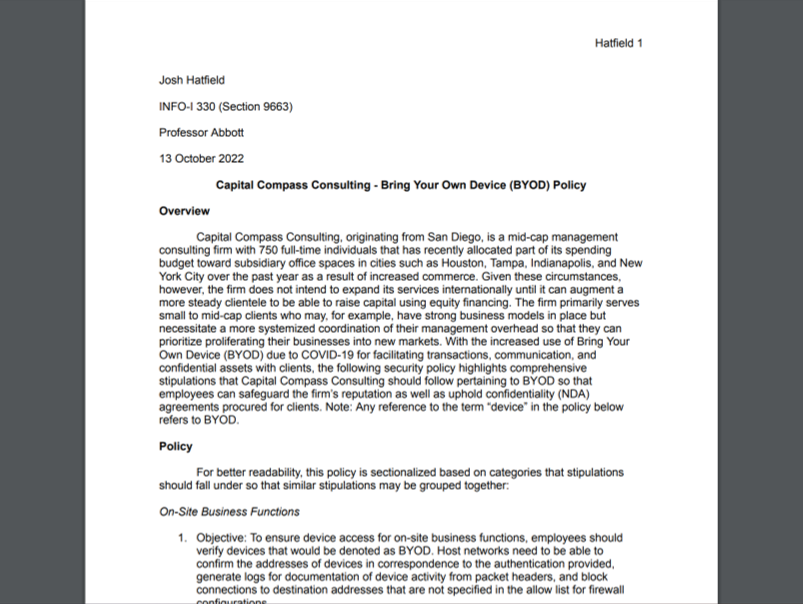 Hatfield 1
Josh Hatfield
INFO-I 330 (Section 9663)
Professor Abbott
13 October 2022
Capital Compass Consulting - Bring Your Own Device (BYOD) Policy
Overview
Capital Compass Consulting, originating from San Diego, is a mid-cap management
consulting firm with 750 full-time individuals that has recently allocated part of its spending
budget toward subsidiary office spaces in cities such as Houston, Tampa, Indianapolis, and New
York City over the past year as a result of increased commerce. Given these circumstances,
however, the firm does not intend to expand its services internationally until it can augment a
more steady clientele to be able to raise capital using equity financing. The firm primarily serves
small to mid-cap clients who may, for example, have strong business models in place but
necessitate a more systemized coordination of their management overhead so that they can
prioritize proliferating their businesses into new markets. With the increased use of Bring Your
Own Device (BYOD) due to COVID-19 for facilitating transactions, communication, and
confidential assets with clients, the following security policy highlights comprehensive
stipulations that Capital Compass Consulting should follow pertaining to BYOD so that
employees can safeguard the firm's reputation as well as uphold confidentiality (NDA)
agreements procured for clients. Note: Any reference to the term "device" in the policy below
refers to BYOD.
Policy
For better readability, this policy is sectionalized based on categories that stipulations
should fall under so that similar stipulations may be grouped together:
On-Site Business Functions
1. Objective: To ensure device access for on-site business functions, employees should
verify devices that would be denoted as BYOD. Host networks need to be able to
confirm the addresses of devices in correspondence to the authentication provided,
generate logs for documentation of device activity from packet headers, and block
connections to destination addresses that are not specified in the allow list for firewall
configurations